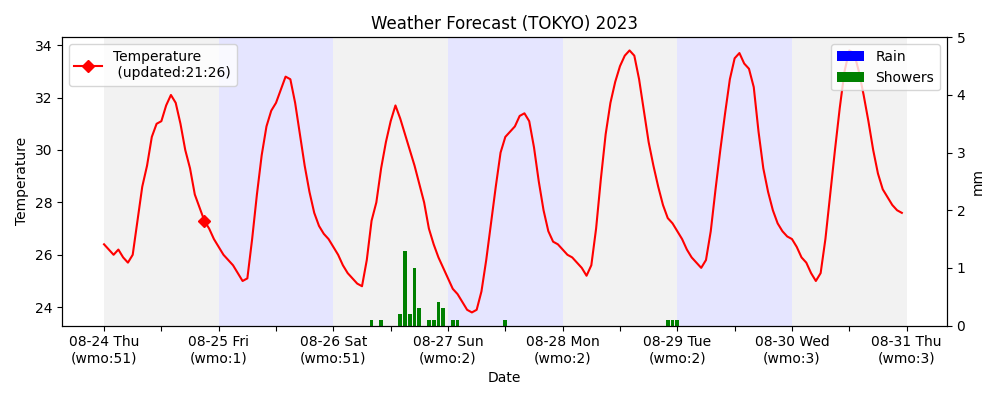 Weather Forecast (TOKYO) 2023
Temperature
(updated:21:26)
Rain
Showers
34
32
30
28
26
24
Temperature
5
4
3
2
1
0
mm
08-24 Thu
(wmo:51)
08-25 Fri
(wmo:1)
08-26 Sat
(wmo:51)
08-27 Sun
(wmo:2)
08-28 Mon
(wmo:2)
08-29 Tue
(wmo:2)
08-30 Wed
(wmo:3)
08-31 Thu
(wmo:3)
Date